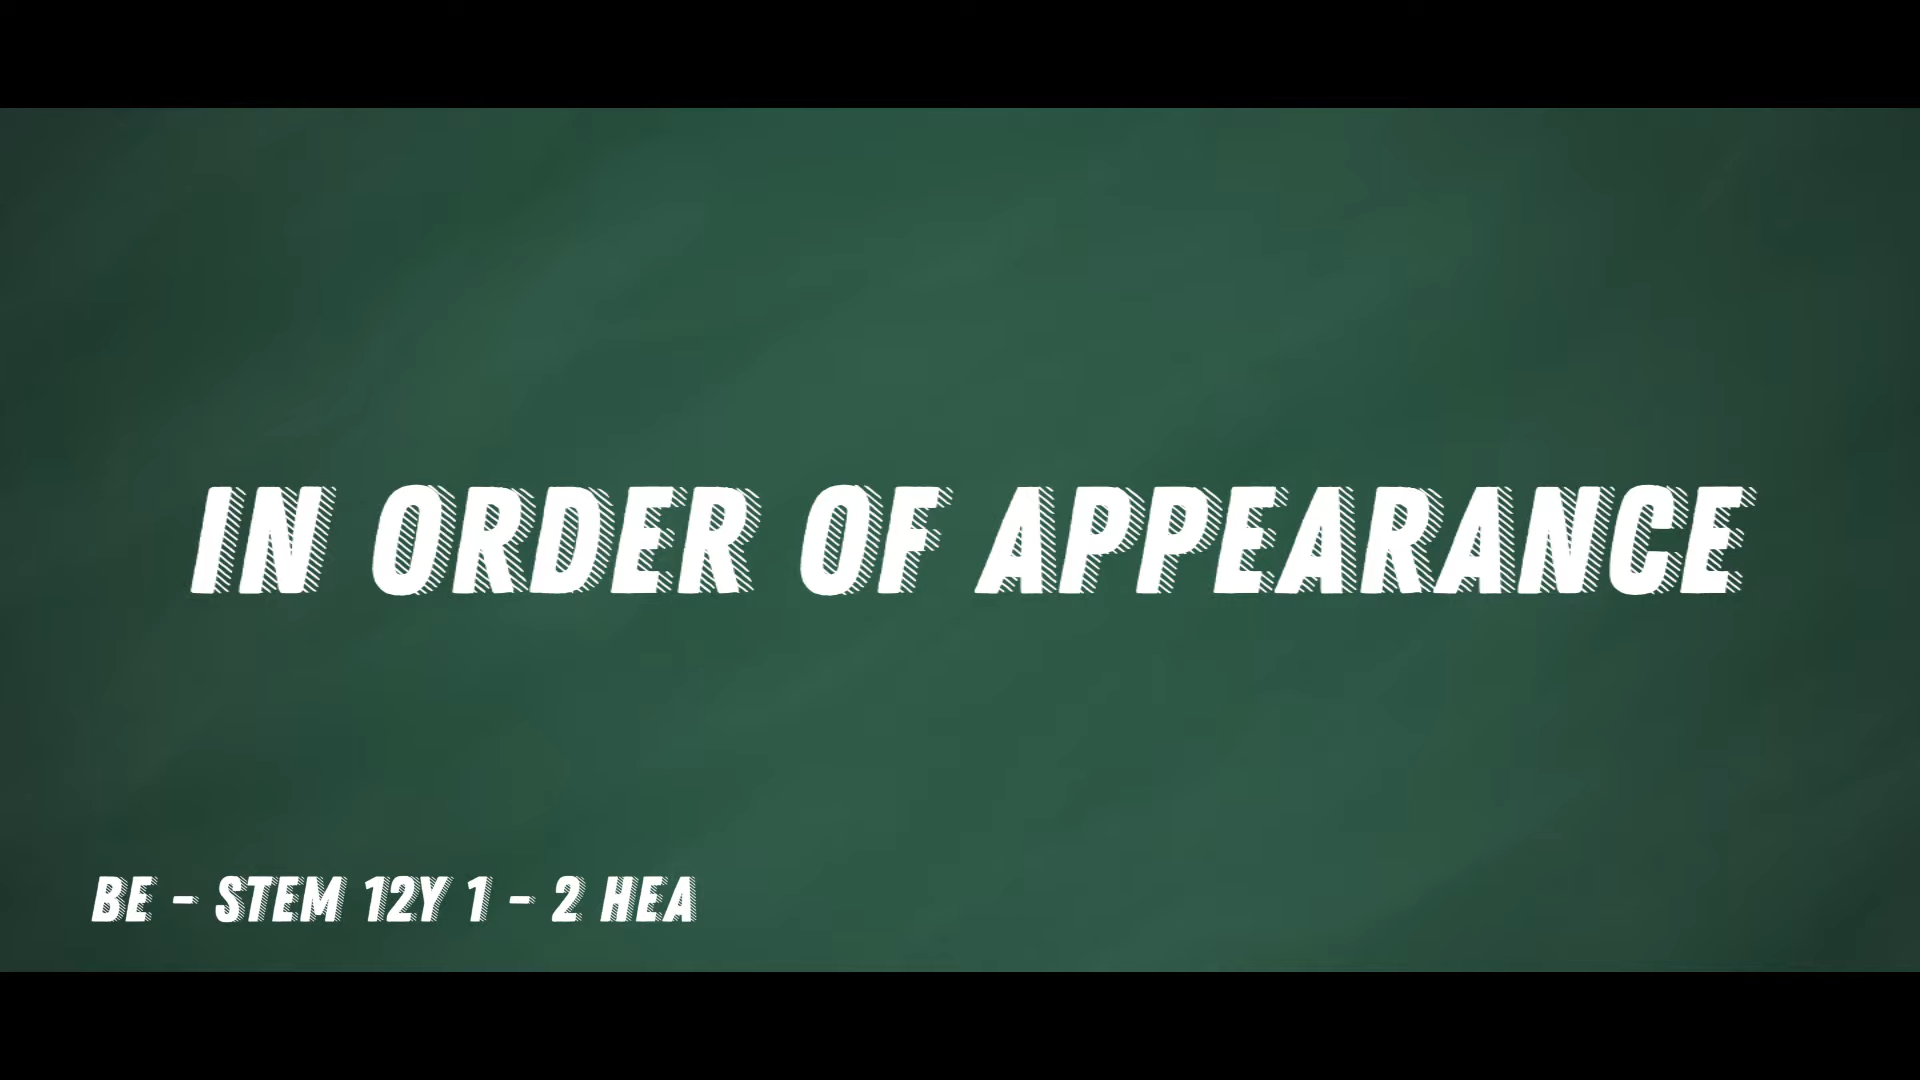 IN ORDER OF APPEARANCE
BE - STEM 12Y 1 - 2 HEA